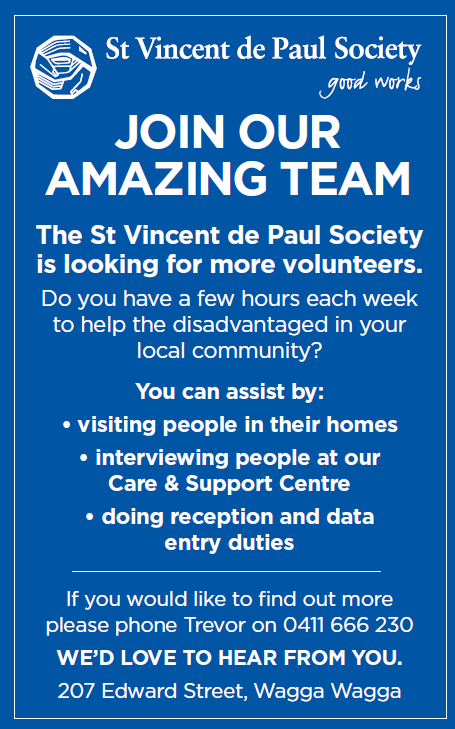 St Vincent de Paul Society
good works
JOIN OUR
AMAZING TEAM
The St Vincent de Paul Society
is looking for more volunteers.
Do you have a few hours each week
to help the disadvantaged in your
local community?
You can assist by:
• visiting people in their homes
• interviewing people at our
Care & Support Centre
• doing reception and data
entry duties
If you would like to find out more
please phone Trevor on 0411 666 230
WE'D LOVE TO HEAR FROM YOU.
207 Edward Street, Wagga Wagga